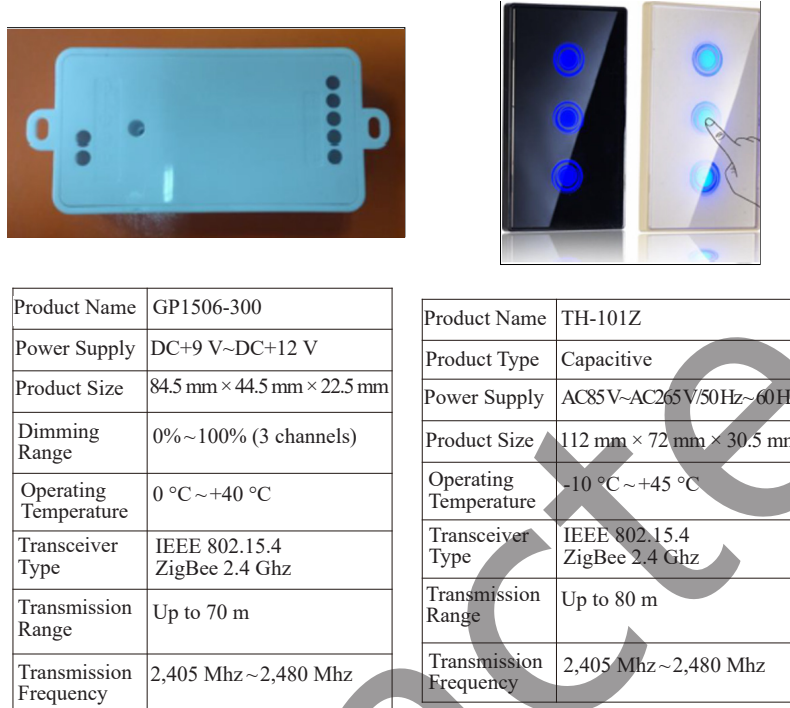 Product Name GP1506-300
Power Supply DC+9 V~DC+12 V
Product Size 84.5 mm × 44.5 mm × 22.5 mm
Dimming
Range
0%~100% (3 channels)
Operating
Temperature
0 °C~+40 °C
Transceiver
Type
IEEE 802.15.4
ZigBee 2.4 Ghz
Transmission
Range
Up to 70 m
Transmission
Frequency
2,405 Mhz~2,480 Mhz
Product Name TH-101Z
Product Type Capacitive
Power Supply AC85V~AC265V/50Hz~60H
Product Size 112 mm × 72 mm × 30.5 mm
Operating
Temperature
-10 °C~+45 °C
Transceiver
Type
IEEE 802.15.4
ZigBee 2.4 Ghz
Transmission
Range
Up to 80 m
Transmission
Frequency
2,405 Mhz~2,480 Mhz